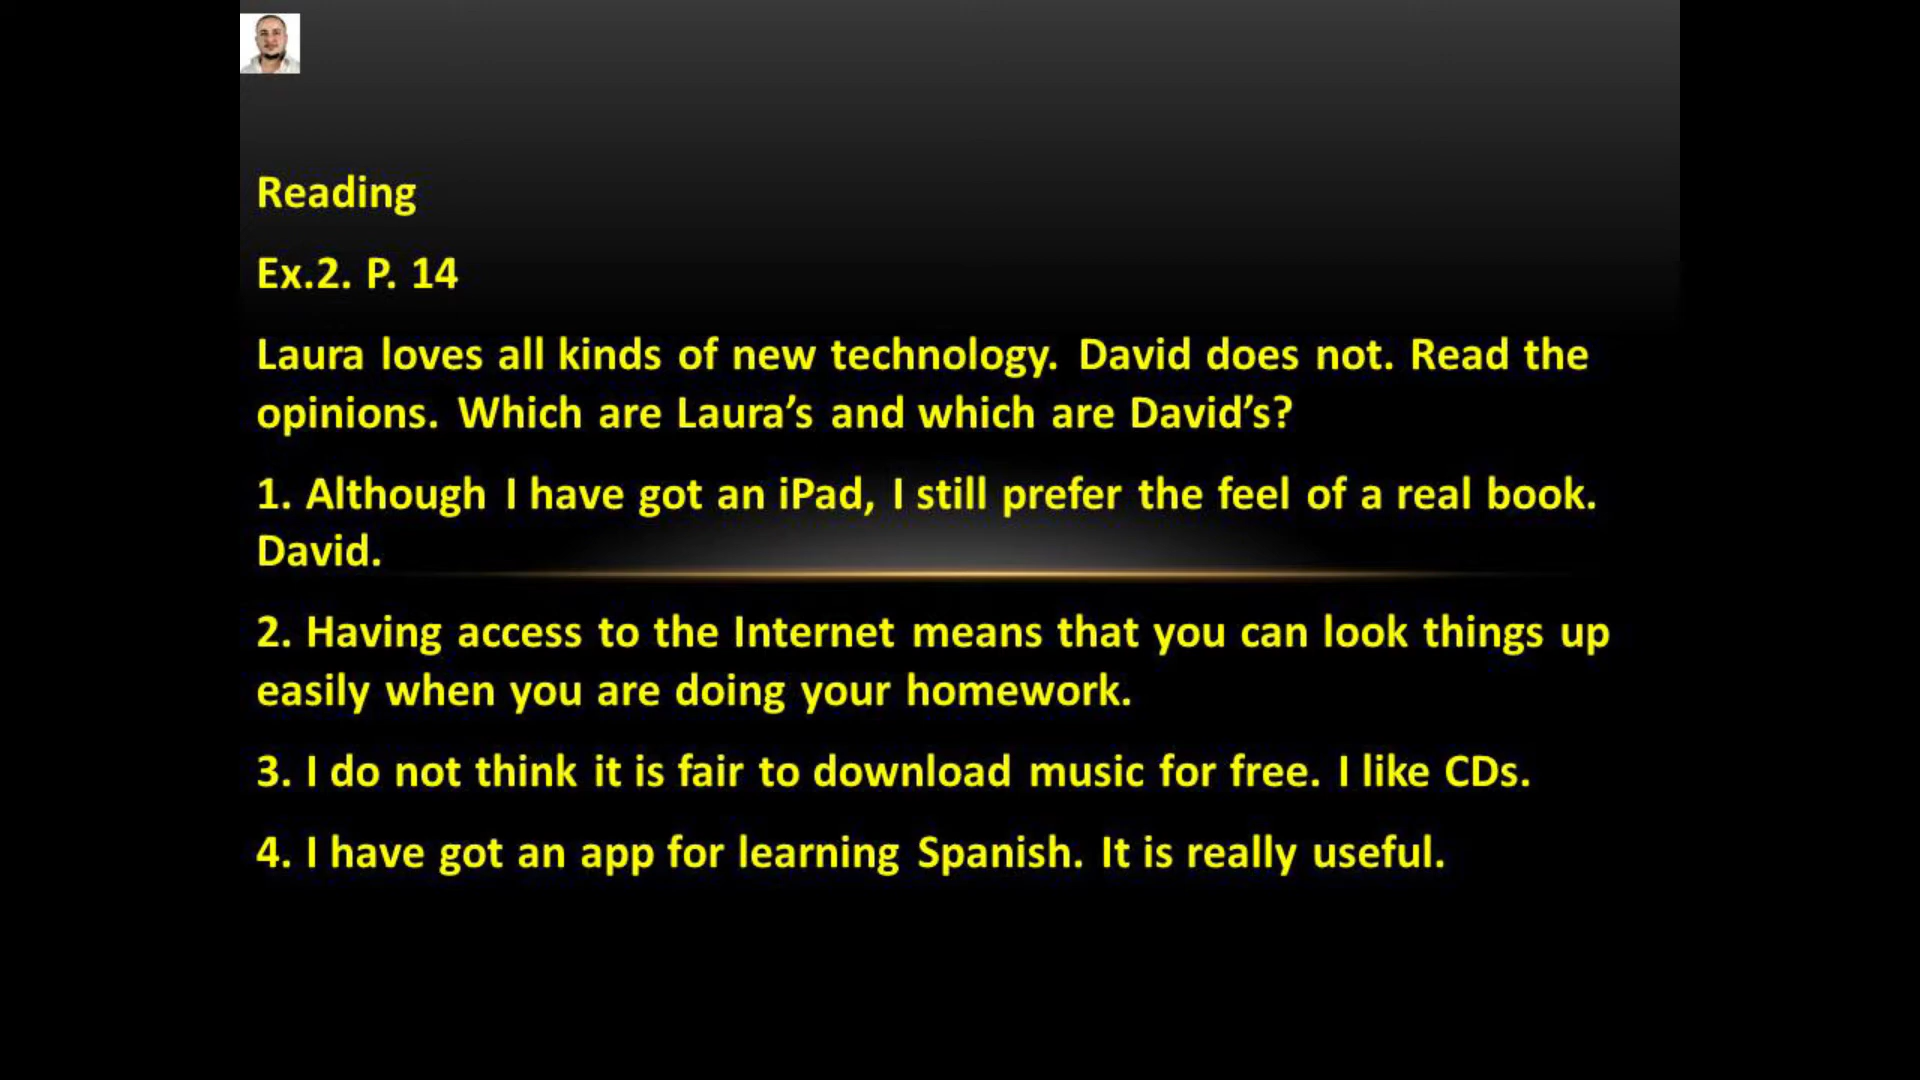 Reading
Ex.2. P. 14
Laura loves all kinds of new technology. David does not. Read the
opinions. Which are Laura’s and which are David’s?
1. Although I have got an iPad, I still prefer the feel of a real book.
David.
2. Having access to the Internet means that you can look things up
easily when you are doing your homework.
3. I do not think it is fair to download music for free. I like CDs.
4. I have got an app for learning Spanish. It is really useful.